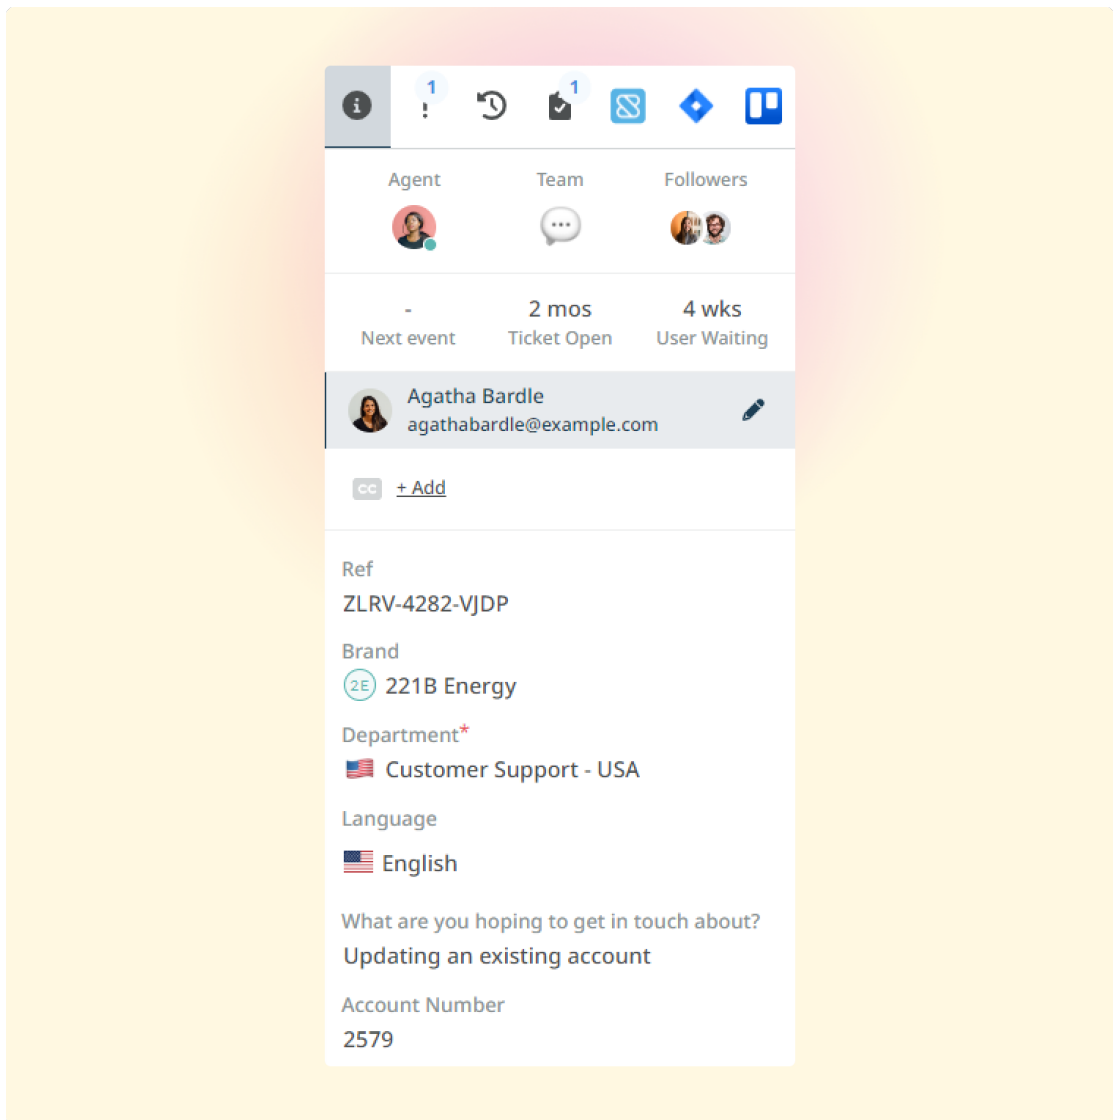 1
1
Agent
Team
Followers
-
2 mos
4 wks
Next event
Ticket Open
User Waiting
Agatha Bardle
agathabardle@example.com
CC
+ Add
Ref
ZLRV-4282-VJDP
Brand
2E 221B Energy
Department*
Customer Support - USA
Language
English
What are you hoping to get in touch about?
Updating an existing account
Account Number
2579